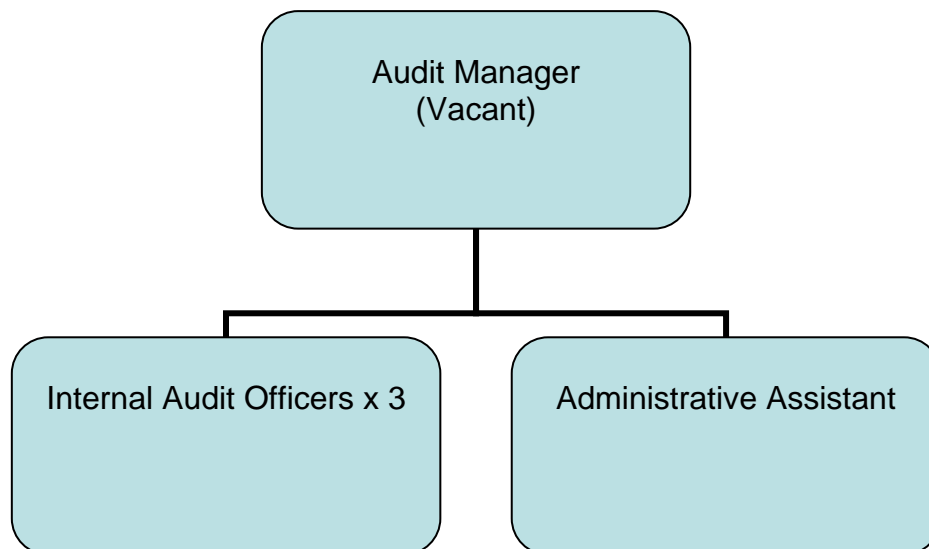 Audit Manager
(Vacant)
Internal Audit Officers x 3
Administrative Assistant